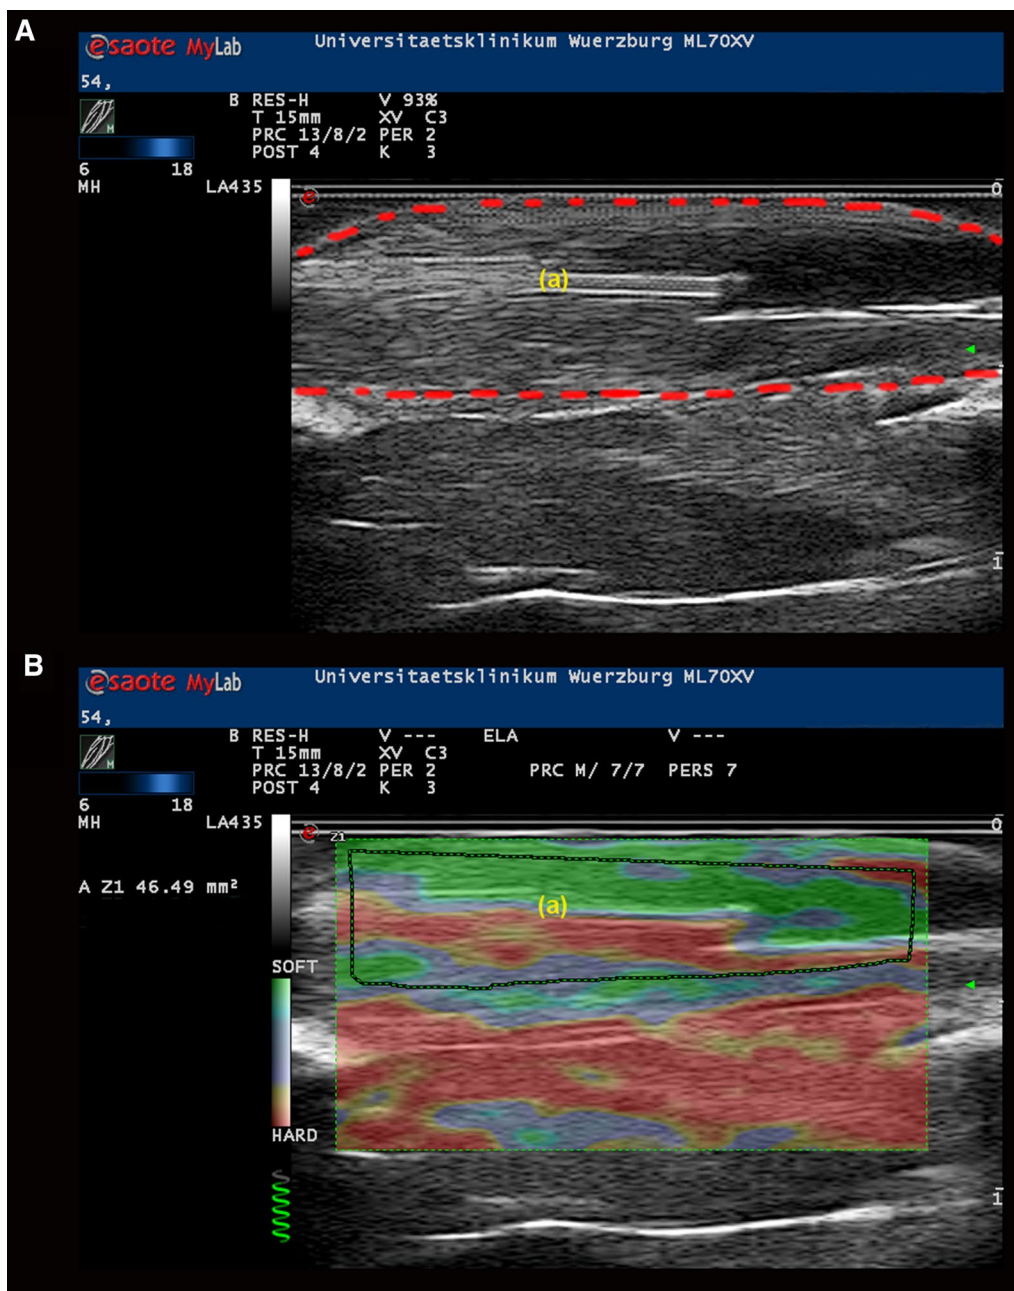 A
esaote MyLab Universitaetsklinikum Wuerzburg ML70XV
54,
B RES-H V 93%
T 15mm XV C3
PRC 13/8/2 PER 2
POST 4 K 3
M
6 18
MH LA435
e
0
(a)
1
B
esaote MyLab Universitaetsklinikum Wuerzburg ML70XV
54,
B RES-H V --- ELA V ---
T 15mm XV C3
PRC 13/8/2 PER 2 PRC M/ 7/7 PERS 7
POST 4 K 3
M
6 18
MH LA435
0
e Z1
A Z1 46.49 mm²
(a)
SOFT
HARD
1